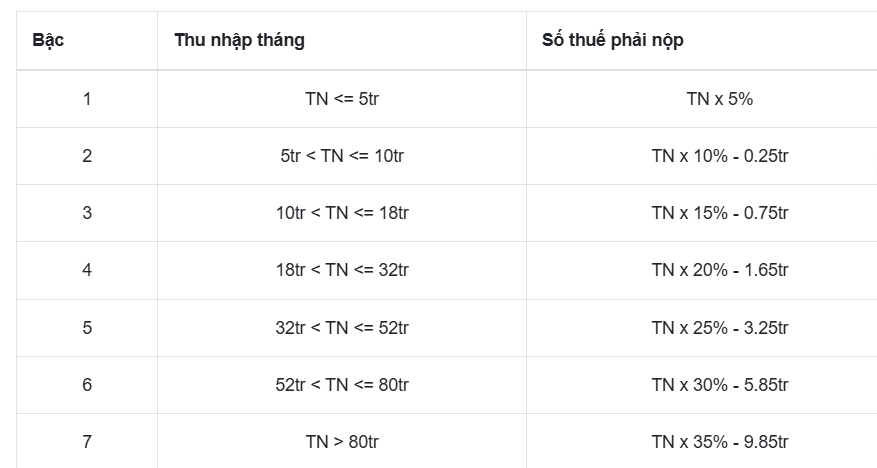 Bậc Thu nhập tháng Số thuế phải nộp
1 TN <= 5tr TN x 5%
2 5tr < TN <= 10tr TN x 10% - 0.25tr
3 10tr < TN <= 18tr TN x 15% - 0.75tr
4 18tr < TN <= 32tr TN x 20% - 1.65tr
5 32tr < TN <= 52tr TN x 25% - 3.25tr
6 52tr < TN <= 80tr TN x 30% - 5.85tr
7 TN > 80tr TN x 35% - 9.85tr